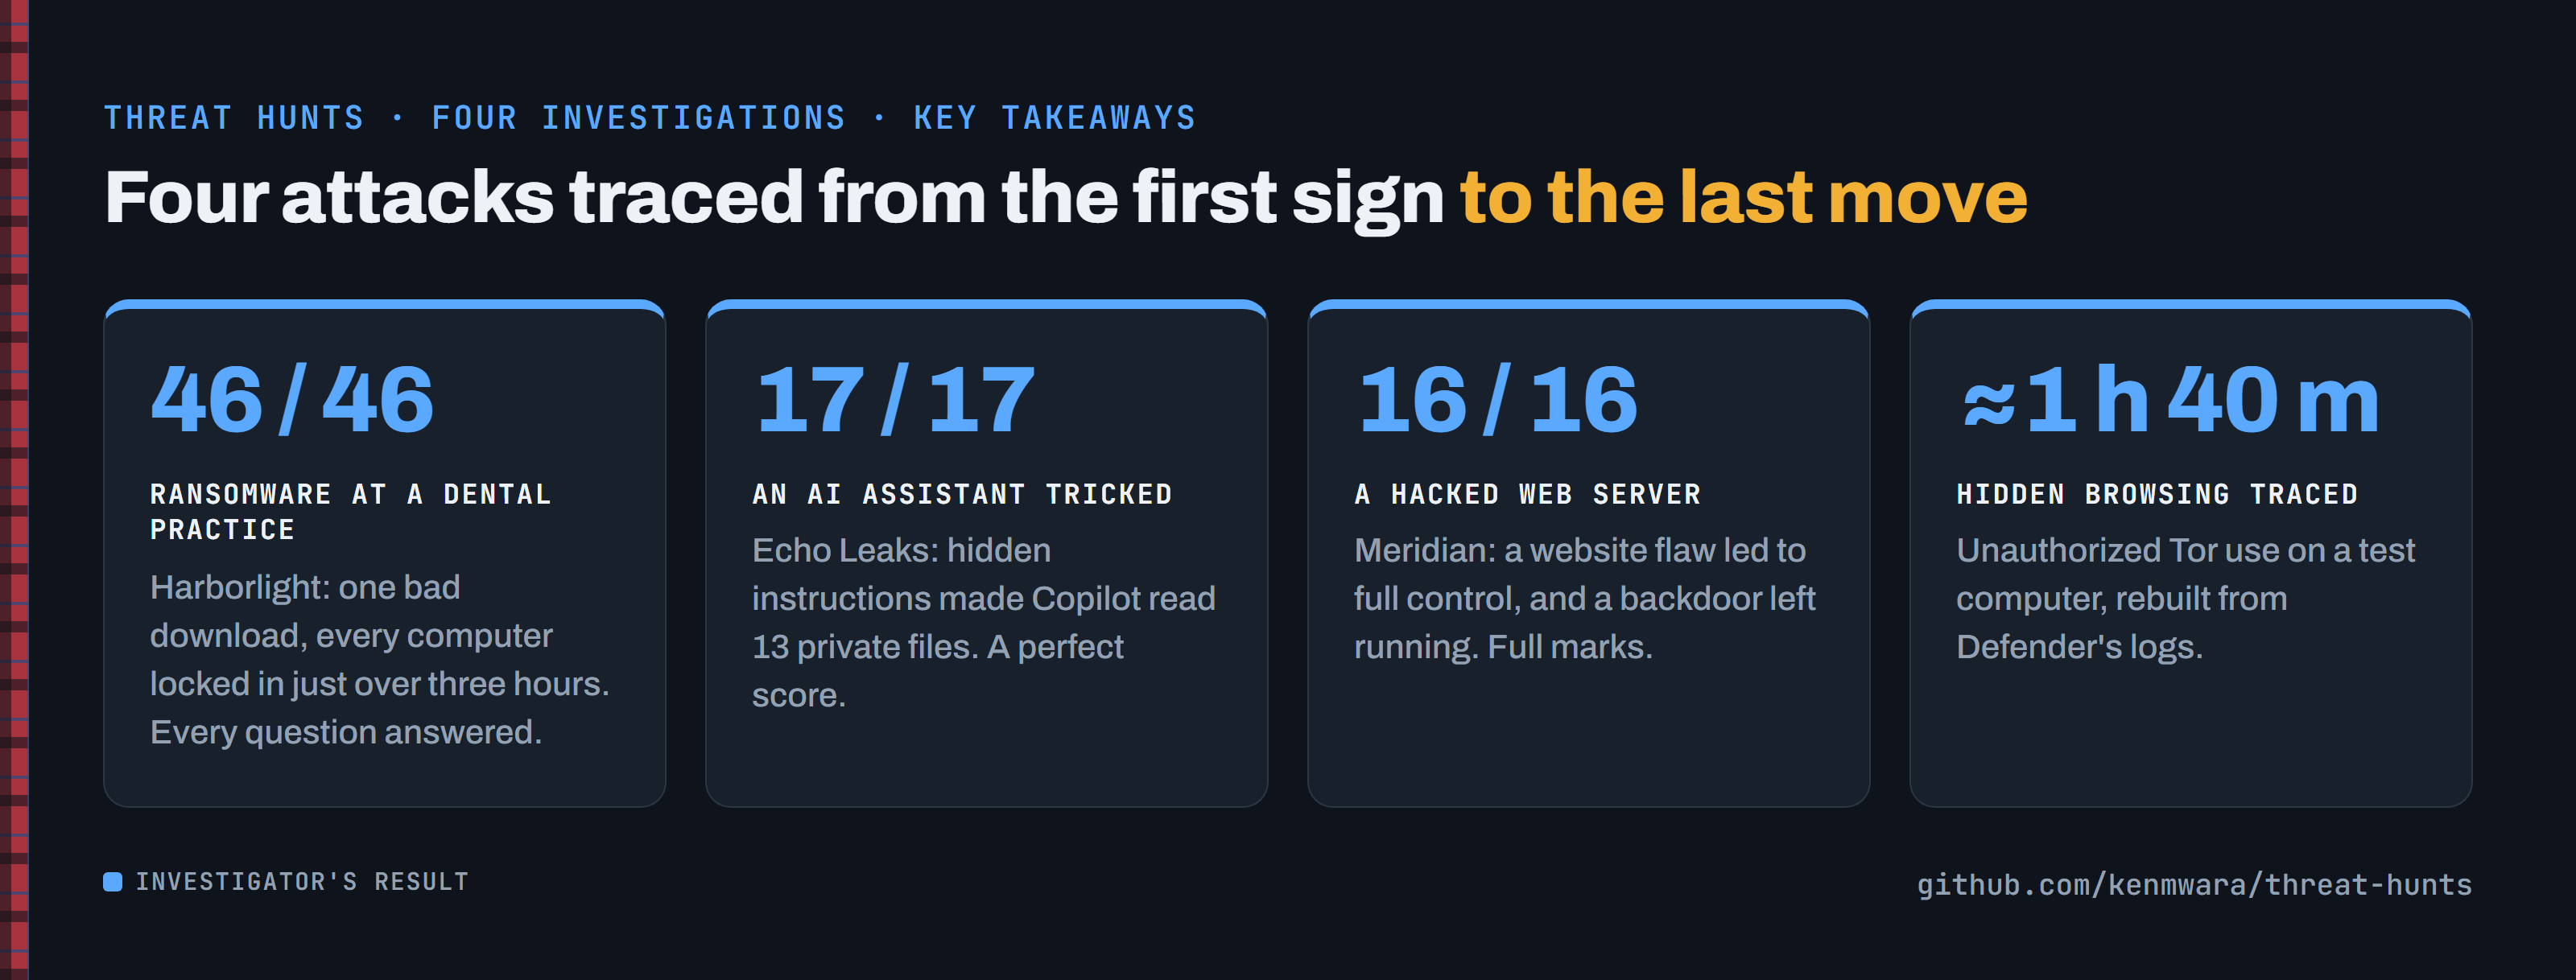 THREAT HUNTS · FOUR INVESTIGATIONS · KEY TAKEAWAYS
Four attacks traced from the first sign to the last move
46 / 46
RANSOMWARE AT A DENTAL
PRACTICE
Harborlight: one bad
download, every computer
locked in just over three hours.
Every question answered.
17 / 17
AN AI ASSISTANT TRICKED
Echo Leaks: hidden
instructions made Copilot read
13 private files. A perfect
score.
16 / 16
A HACKED WEB SERVER
Meridian: a website flaw led to
full control, and a backdoor left
running. Full marks.
≈1 h 40 m
HIDDEN BROWSING TRACED
Unauthorized Tor use on a test
computer, rebuilt from
Defender's logs.
INVESTIGATOR'S RESULT
github.com/kenmwara/threat-hunts